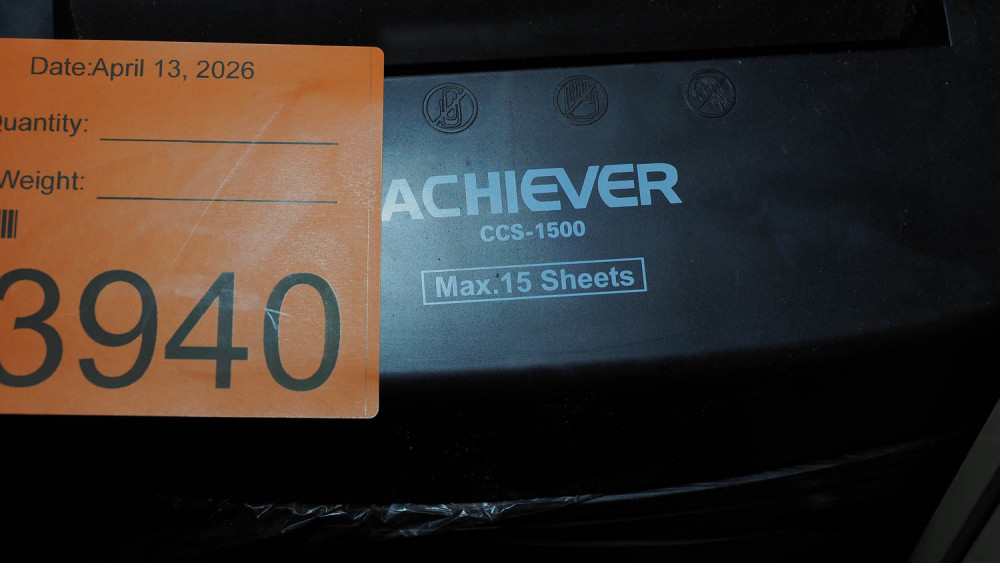 Date:April 13, 2026
Quantity:
Weight:
3940
ACHIEVER
CCS-1500
Max.15 Sheets